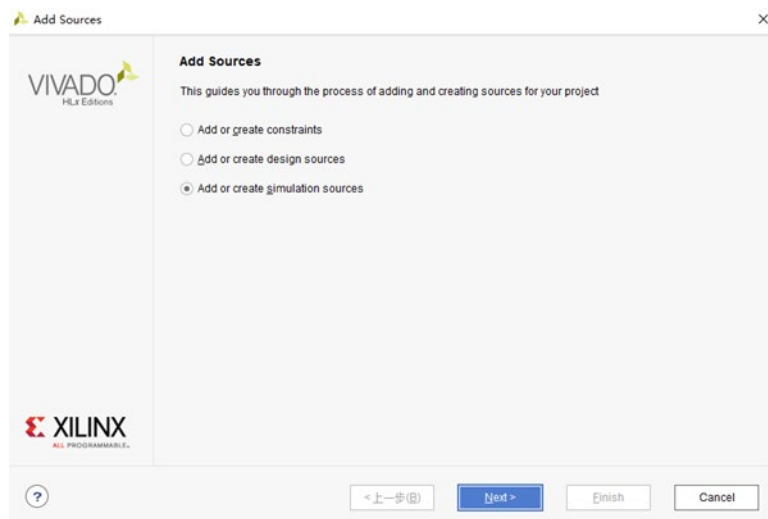 Add Sources
VIVADO
HLx Editions
Add Sources
This guides you through the process of adding and creating sources for your project
Add or create constraints
Add or create design sources
Add or create simulation sources
XILINX
ALL PROGRAMMABLE.
?
<上一步(B)
Next >
Finish
Cancel